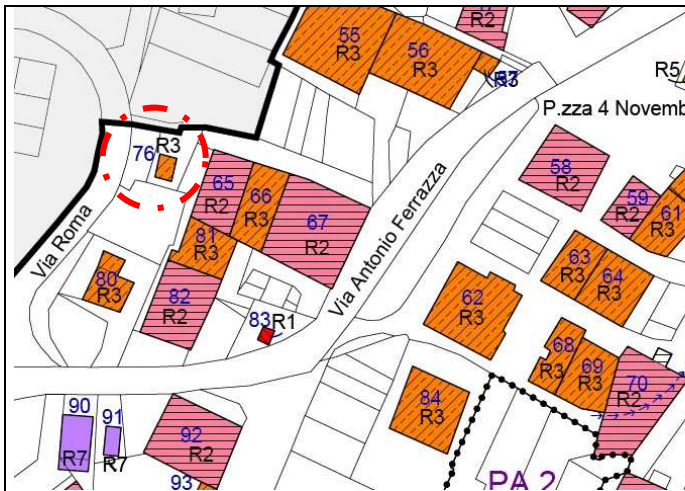 55
R3
56
R3
R2
R3
R5
P.zza 4 Novemb
76
R3
65
R2
66
R3
67
R2
58
R2
59
R2
61
R3
Via Roma
Via Antonio Ferrazza
81
R3
80
R3
82
R2
83
R1
62
R3
63
R3
64
R3
68
R3
69
R3
70
R2
84
R3
90
R7
91
R7
92
R2
93
PA 2